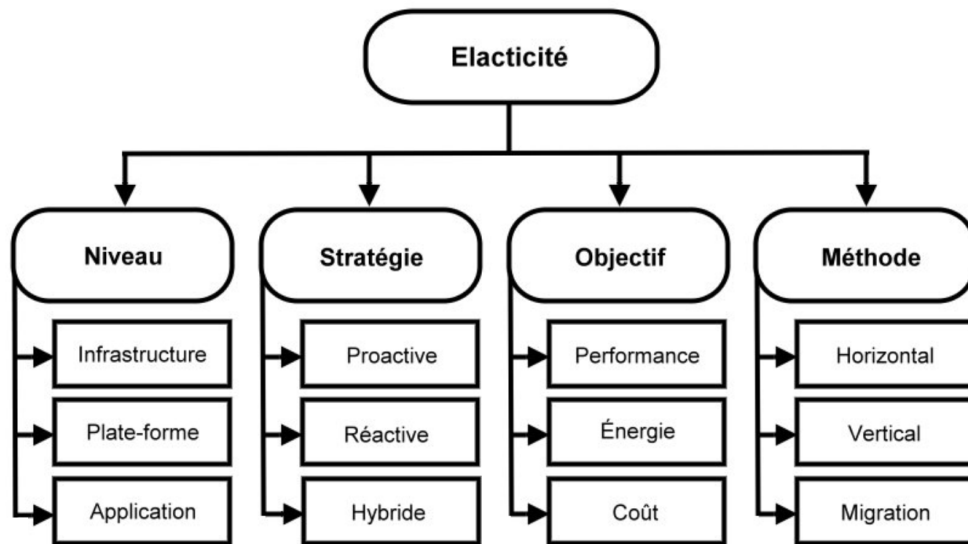 Elacticité
Niveau
Stratégie
Objectif
Méthode
Infrastructure
Proactive
Performance
Horizontal
Plate-forme
Réactive
Énergie
Vertical
Application
Hybride
Coût
Migration